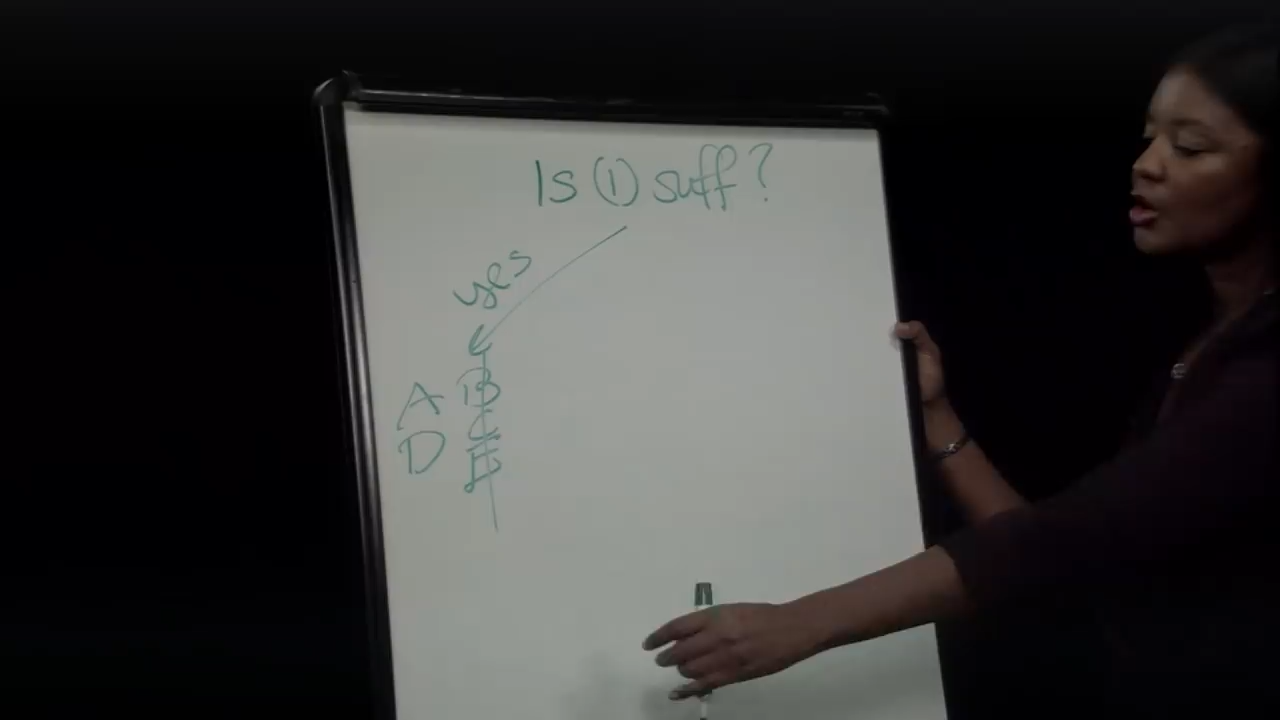 Is ① suff?
yes
A B
C
D E